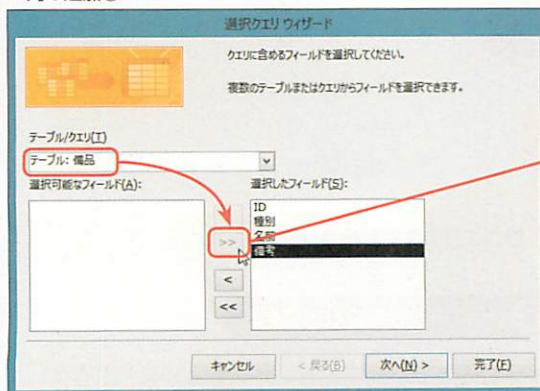 選択クエリ ウィザード
クエリに含めるフィールドを選択してください。
複数のテーブルまたはクエリからフィールドを選択できます。
テーブル/クエリ(T)
テーブル: 備品
選択可能なフィールド(A):
選択したフィールド(S):
ID
種別
名前
備考
>>
<
<<
キャンセル
< 戻る(B)
次へ(N) >
完了(F)